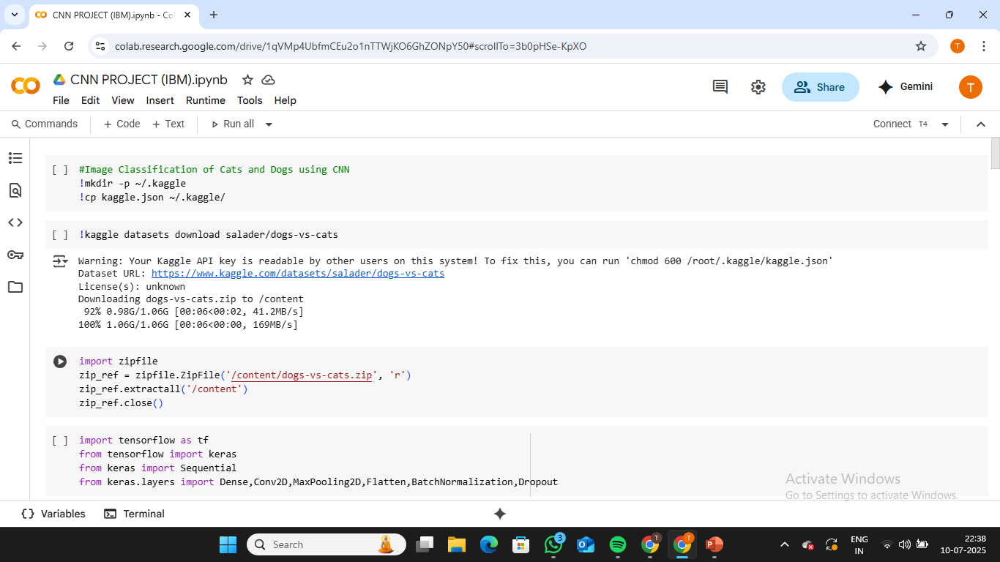 CNN PROJECT (IBM).ipynb - Co
colab.research.google.com/drive/1qVMp4UbfmCEu2o1nTTWjKO6GhZONpY50#scrollTo=3b0pHSe-KpXO
T
CNN PROJECT (IBM).ipynb
File Edit View Insert Runtime Tools Help
Share
Gemini
T
Commands + Code + Text Run all
Connect T4
[ ] #Image Classification of Cats and Dogs using CNN
!mkdir -p ~/.kaggle
!cp kaggle.json ~/.kaggle/
[ ] !kaggle datasets download salader/dogs-vs-cats
Warning: Your Kaggle API key is readable by other users on this system! To fix this, you can run 'chmod 600 /root/.kaggle/kaggle.json'
Dataset URL: https://www.kaggle.com/datasets/salader/dogs-vs-cats
License(s): unknown
Downloading dogs-vs-cats.zip to /content
92% 0.98G/1.06G [00:06<00:02, 41.2MB/s]
100% 1.06G/1.06G [00:06<00:00, 169MB/s]
import zipfile
zip_ref = zipfile.ZipFile('/content/dogs-vs-cats.zip', 'r')
zip_ref.extractall('/content')
zip_ref.close()
[ ] import tensorflow as tf
from tensorflow import keras
from keras import Sequential
from keras.layers import Dense,Conv2D,MaxPooling2D,Flatten,BatchNormalization,Dropout
Activate Windows
Go to Settings to activate Windows.
{} Variables Terminal
Search
3
T
T
ENG
IN
22:38
10-07-2025